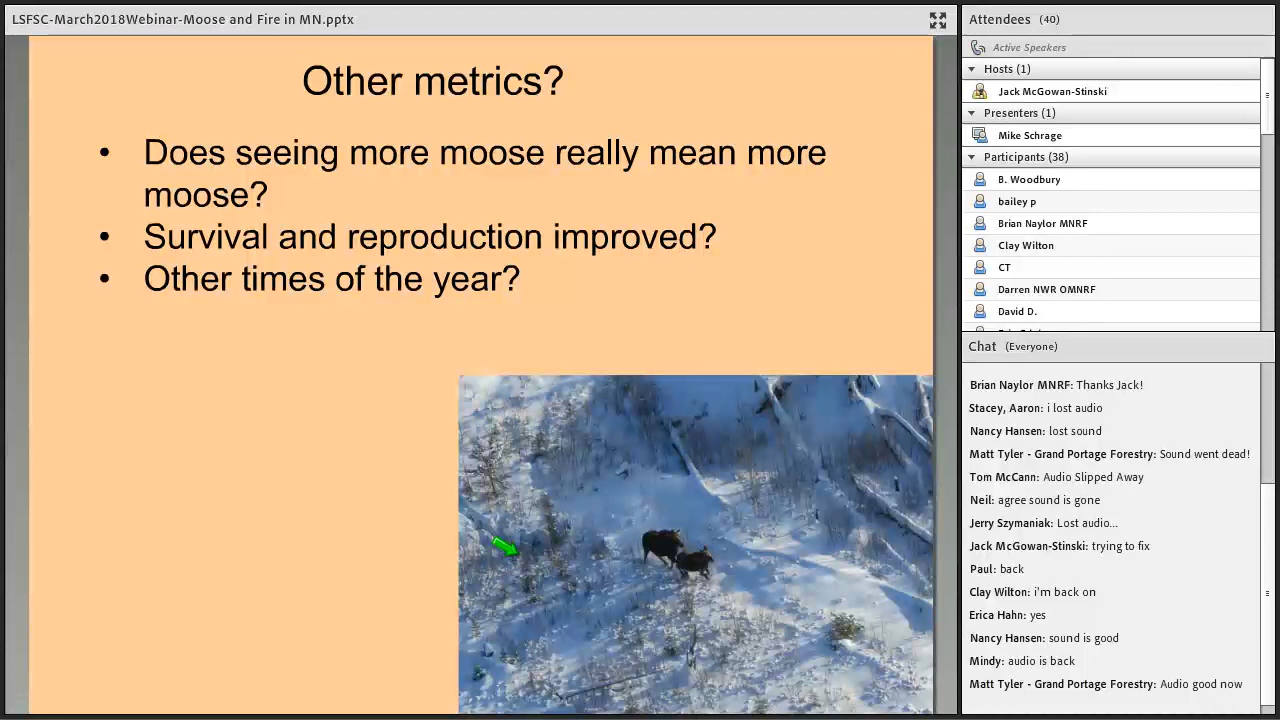 LSFSC-March2018Webinar-Moose and Fire in MN.pptx
Other metrics?
• Does seeing more moose really mean more
moose?
• Survival and reproduction improved?
• Other times of the year?
Attendees (40)
Active Speakers
Hosts (1)
Jack McGowan-Stinski
Presenters (1)
Mike Schrage
Participants (38)
B. Woodbury
bailey p
Brian Naylor MNRF
Clay Wilton
CT
Darren NWR OMNRF
David D.
Chat (Everyone)
Brian Naylor MNRF: Thanks Jack!
Stacey, Aaron: i lost audio
Nancy Hansen: lost sound
Matt Tyler - Grand Portage Forestry: Sound went dead!
Tom McCann: Audio Slipped Away
Neil: agree sound is gone
Jerry Szymaniak: Lost audio...
Jack McGowan-Stinski: trying to fix
Paul: back
Clay Wilton: i'm back on
Erica Hahn: yes
Nancy Hansen: sound is good
Mindy: audio is back
Matt Tyler - Grand Portage Forestry: Audio good now